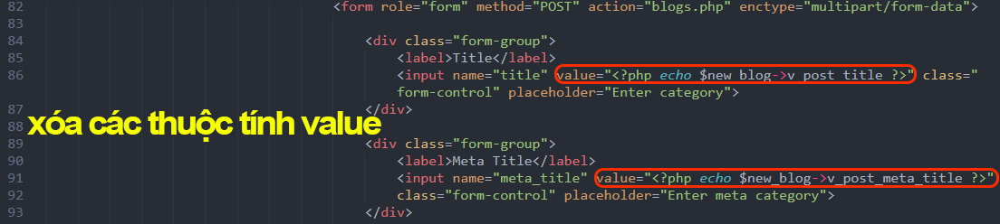 82 <form role="form" method="POST" action="blogs.php" enctype="multipart/form-data">
83
84 <div class="form-group">
85 <label>Title</label>
86 <input name="title" value="<?php echo $new_blog->v_post_title ?>" class="
form-control" placeholder="Enter category">
87 </div>
xóa các thuộc tính value
88
89 <div class="form-group">
90 <label>Meta Title</label>
91 <input name="meta_title" value="<?php echo $new_blog->v_post_meta_title ?>"
92 class="form-control" placeholder="Enter meta category">
93 </div>